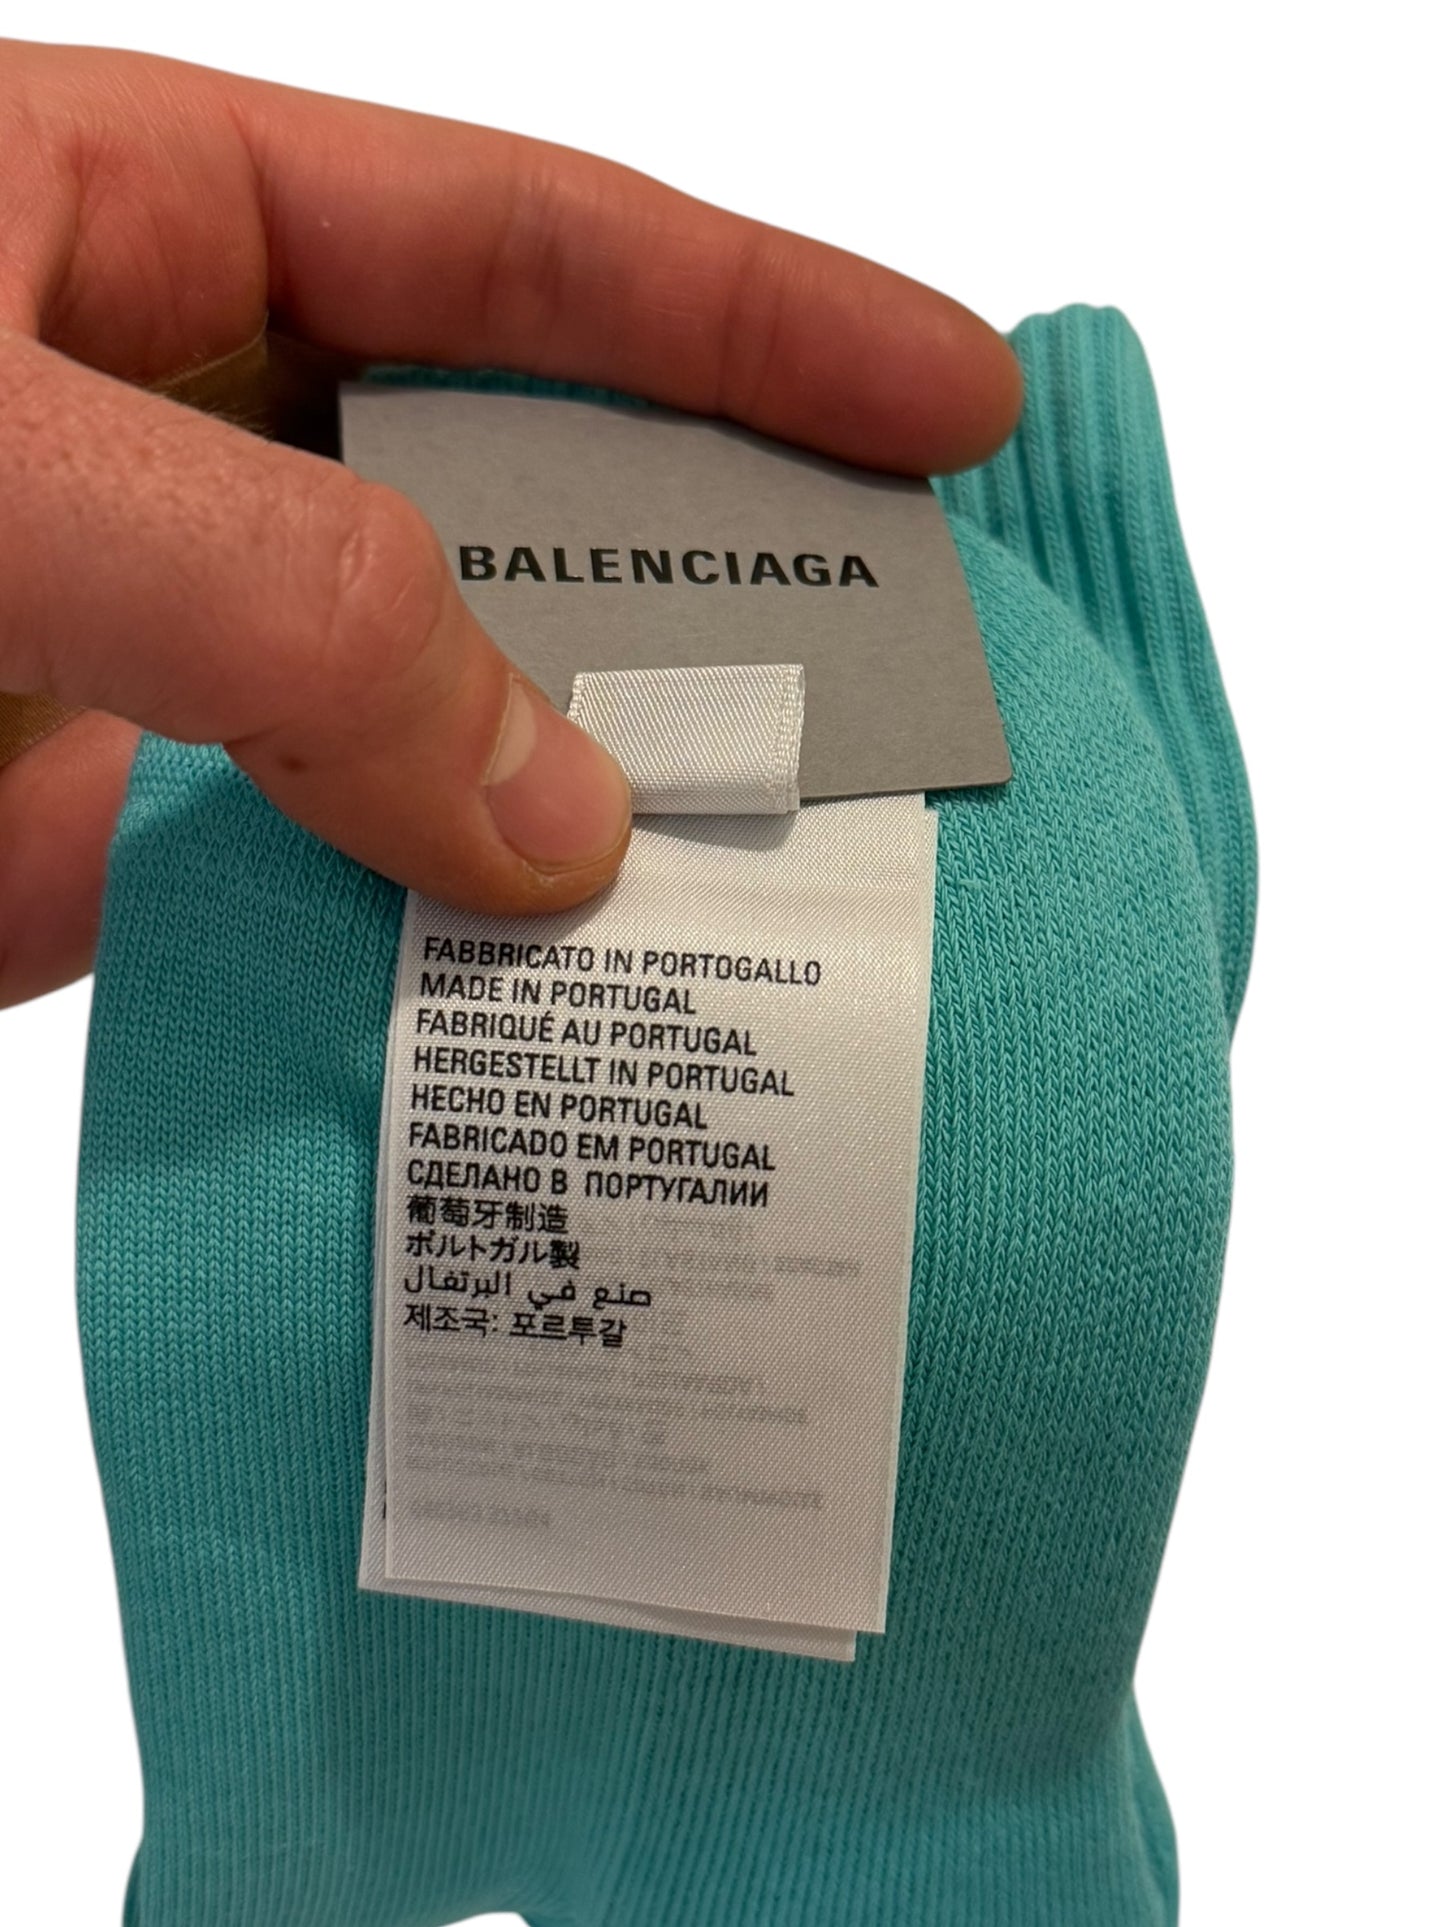 BALENCIAGA
FABBRICATO IN PORTOGALLO
MADE IN PORTUGAL
FABRIQUÉ AU PORTUGAL
HERGESTELLT IN PORTUGAL
HECHO EN PORTUGAL
FABRICADO EM PORTUGAL
СДЕЛАНО В ПОРТУГАЛИИ
葡萄牙制造
ポルトガル製
صنع في البرتغال
제조국: 포르투갈